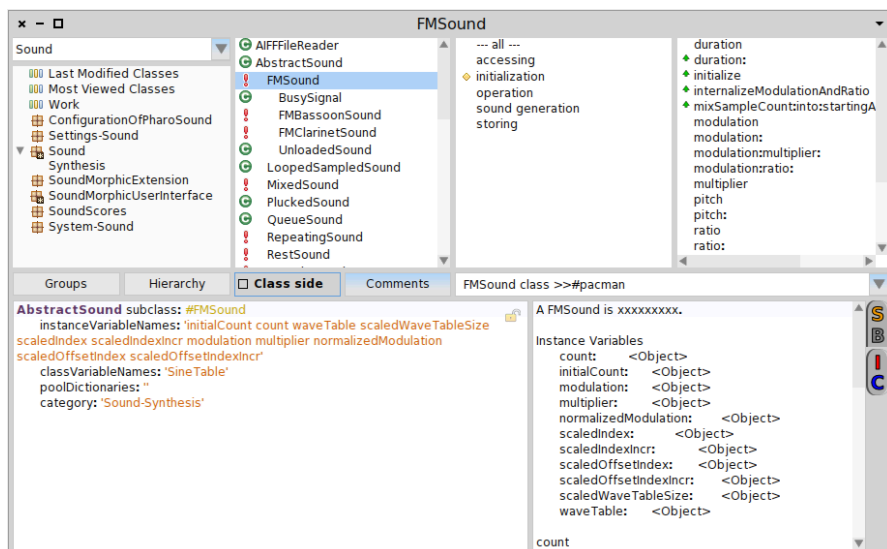 FMSound
Sound
Last Modified Classes
Most Viewed Classes
Work
ConfigurationOfPharoSound
Settings-Sound
Sound
Synthesis
SoundMorphicExtension
SoundMorphicUserInterface
SoundScores
System-Sound
AIFFFileReader
AbstractSound
FMSound
BusySignal
FMBassoonSound
FMClarinetSound
UnloadedSound
LoopedSampledSound
MixedSound
PluckedSound
QueueSound
RepeatingSound
RestSound
--- all ---
accessing
initialization
operation
sound generation
storing
duration
duration:
initialize
internalizeModulationAndRatio
mixSampleCount:into:startingA
modulation
modulation:
modulation:multiplier:
modulation:ratio:
multiplier
pitch
pitch:
ratio
ratio:
Groups
Hierarchy
Class side
Comments
FMSound class >>#pacman
AbstractSound subclass: #FMSound
instanceVariableNames: 'initialCount count waveTable scaledWaveTableSize
scaledIndex scaledIndexIncr modulation multiplier normalizedModulation
scaledOffsetIndex scaledOffsetIndexIncr'
classVariableNames: 'SineTable'
poolDictionaries: ''
category: 'Sound-Synthesis'
A FMSound is xxxxxxxxx.
Instance Variables
count: <Object>
initialCount: <Object>
modulation: <Object>
multiplier: <Object>
normalizedModulation: <Object>
scaledIndex: <Object>
scaledIndexIncr: <Object>
scaledOffsetIndex: <Object>
scaledOffsetIndexIncr: <Object>
scaledWaveTableSize: <Object>
waveTable: <Object>
count
S
B
I
C